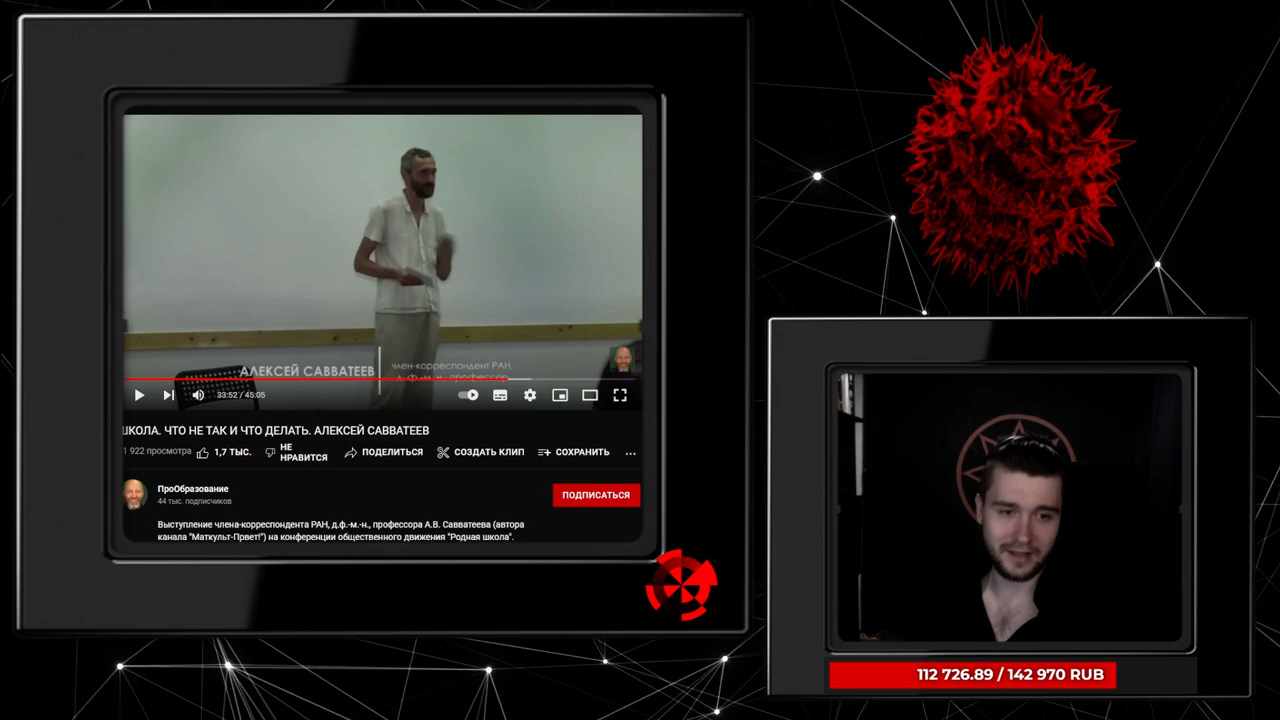 АЛЕКСЕЙ САВВАТЕЕВ
член-корреспондент РАН,
д.ф.-м.-н., профессор
33:52 / 45:05
ШКОЛА. ЧТО НЕ ТАК И ЧТО ДЕЛАТЬ. АЛЕКСЕЙ САВВАТЕЕВ
922 просмотра
1,7 ТЫС.
НЕ
НРАВИТСЯ
ПОДЕЛИТЬСЯ
СОЗДАТЬ КЛИП
СОХРАНИТЬ
ПроОбразование
44 тыс. подписчиков
ПОДПИСАТЬСЯ
Выступление члена-корреспондента РАН, д.ф.-м.-н., профессора А.В. Савватеева (автора
канала "Маткульт-Првет!") на конференции общественного движения "Родная школа".
112 726.89 / 142 970 RUB